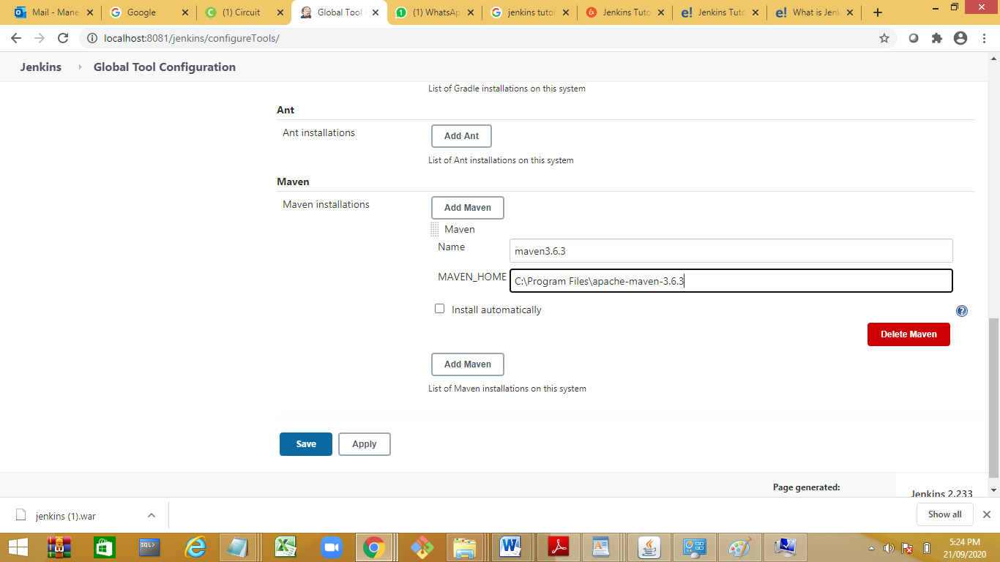 Mail - Mane
Google
(1) Circuit
Global Tool
(1) WhatsAp
jenkins tutor
Jenkins Tuto
Jenkins Tuto
What is Jenk
localhost:8081/jenkins/configureTools/
Jenkins
Global Tool Configuration
List of Gradle installations on this system
Ant
Ant installations
Add Ant
List of Ant installations on this system
Maven
Maven installations
Add Maven
Maven
Name
maven3.6.3
MAVEN_HOME
C:\Program Files\apache-maven-3.6.3
Install automatically
Delete Maven
Add Maven
List of Maven installations on this system
Save
Apply
Page generated:
Jenkins 2.233
jenkins (1).war
Show all
5:24 PM
21/09/2020